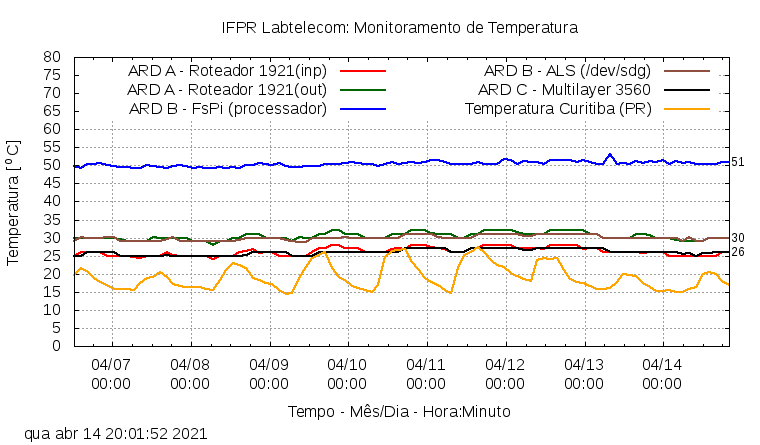 IFPR Labtelecom: Monitoramento de Temperatura
Temperatura [ ° C]
80
75
70
65
60
55
50
45
40
35
30
25
20
15
10
5
0
ARD A - Roteador 1921(inp)
ARD A - Roteador 1921(out)
ARD B - FsPi (processador)
ARD B - ALS (/dev/sdg)
ARD C - Multilayer 3560
Temperatura Curitiba (PR)
51
30
26
04/07 00:00
04/08 00:00
04/09 00:00
04/10 00:00
04/11 00:00
04/12 00:00
04/13 00:00
04/14 00:00
Tempo - Mês/Dia - Hora:Minuto
qua abr 14 20:01:52 2021